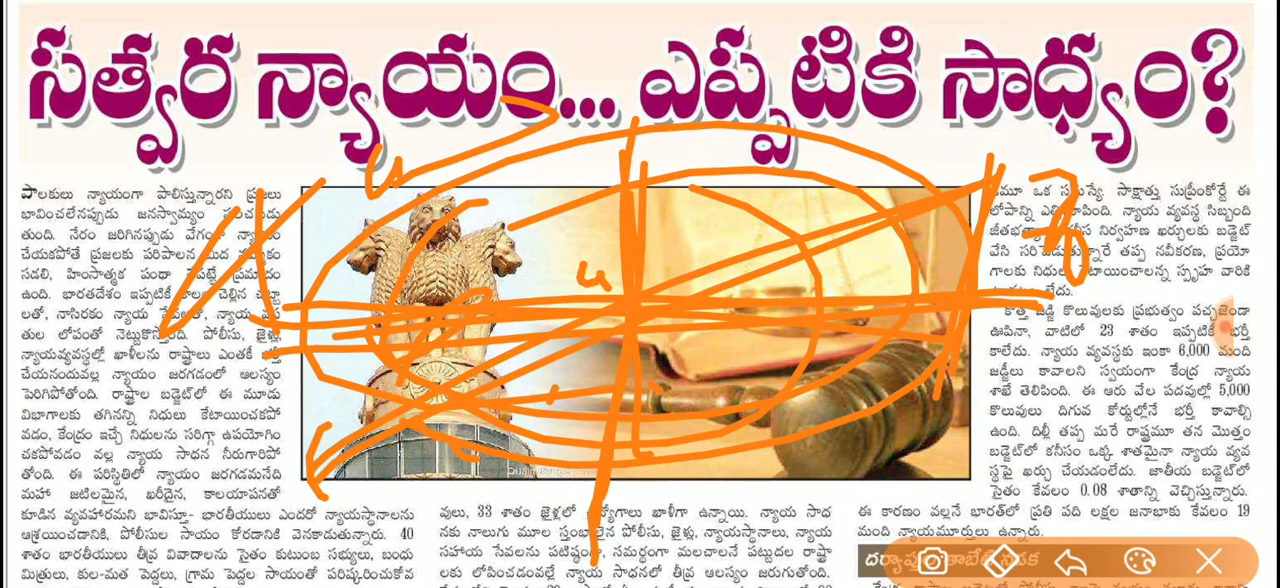 సత్వర న్యాయం... ఎప్పటికి సాధ్యం?
పాలకులు న్యాయంగా పాలిస్తున్నారని ప్రజలు
భావించలేనప్పుడు జనస్వామ్యం
తుంది. నేరం జరిగినప్పుడు
చేయకపోతే ప్రజలకు పరిపాలన మీద
సడలి, హింసాత్మక పంథా
ఉంది. భారతదేశం ఇప్పటికీ చెల్లిన
లతో, నాసిరకం న్యాయ న్యాయ
తుల లోపంతో పోలీసు, జైళ్లు,
న్యాయవ్యవస్థల్లో ఖాళీలను రాష్ట్రాలు ఎంతకీ భర్తీ
చేయనందువల్ల న్యాయం జరగడంలో ఆలస్యం
పెరిగిపోతోంది. రాష్ట్రాల బడ్జెట్‌లో ఈ మూడు
విభాగాలకు తగినన్ని నిధులు కేటాయించకపో
వడం, కేంద్రం ఇచ్చే నిధులను సరిగ్గా ఉపయోగిం
చకపోవడం వల్ల న్యాయ సాధన నీరుగారిపో
తోంది. ఈ పరిస్థితిలో న్యాయం జరగడమనేది
మహా జటిలమైన, ఖరీదైన, కాలయాపనతో
కూడిన వ్యవహారమని భావిస్తూ- భారతీయులు ఎందరో న్యాయస్థానాలను
ఆశ్రయించడానికి, పోలీసుల సాయం కోరడానికి వెనకాడుతున్నారు. 40
శాతం భారతీయులు తీవ్ర వివాదాలను సైతం కుటుంబ సభ్యులు, బంధు
మిత్రులు, కుల-మత పెద్దలు, గ్రామ పెద్దల సాయంతో పరిష్కరించుకోవ
వులు, 33 శాతం జైళ్లలో ఉద్యోగాలు ఖాళీగా ఉన్నాయి. న్యాయ సాధ
నకు నాలుగు మూల స్తంభాలైన పోలీసు, జైళ్లు, న్యాయస్థానాలు, న్యాయ
సహాయ సేవలను పటిష్ఠంగా, సమర్థంగా మలచాలనే పట్టుదల రాష్ట్రా
లకు లోపించడంవల్లే న్యాయ సాధనలో తీవ్ర ఆలస్యం జరుగుతోంది.
ఒక సమస్యే. సాక్షాత్తు సుప్రీంకోర్టే ఈ
లోపాన్ని న్యాయ వ్యవస్థ సిబ్బంది
నిర్వహణ ఖర్చులకు బడ్జెట్
చేసి తప్ప నవీకరణ, ప్రయో
గాలకు నిధులు కేటాయించాలన్న స్పృహ వారికి
లేదు.
కొత్త జడ్జి కొలువులకు ప్రభుత్వం పచ్చజెండా
ఊపినా, వాటిలో 23 శాతం ఇప్పటికీ భర్తీ
కాలేదు. న్యాయ వ్యవస్థకు ఇంకా 6,000 మంది
జడ్జీలు కావాలని స్వయంగా కేంద్ర న్యాయ
శాఖే తెలిపింది. ఈ ఆరు వేల పదవుల్లో 5,000
కొలువులు దిగువ కోర్టుల్లోనే భర్తీ కావాల్సి
ఉంది. దిల్లీ తప్ప మరే రాష్ట్రమూ తన మొత్తం
బడ్జెట్‌లో కనీసం ఒక్క శాతమైనా న్యాయ వ్యవ
స్థపై ఖర్చు చేయడంలేదు. జాతీయ బడ్జెట్‌లో
సైతం కేవలం 0.08 శాతాన్ని వెచ్చిస్తున్నారు.
ఈ కారణం వల్లనే భారత్‌లో ప్రతి పది లక్షల జనాభాకు కేవలం 19
మంది న్యాయమూర్తులు ఉన్నారు.